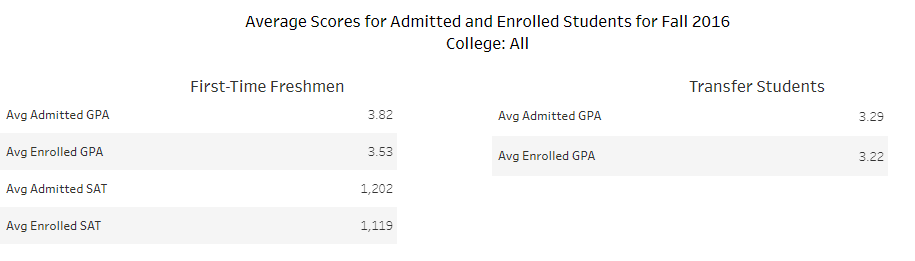 Average Scores for Admitted and Enrolled Students for Fall 2016
College: All
First-Time Freshmen
Avg Admitted GPA 3.82
Avg Enrolled GPA 3.53
Avg Admitted SAT 1,202
Avg Enrolled SAT 1,119
Transfer Students
Avg Admitted GPA 3.29
Avg Enrolled GPA 3.22